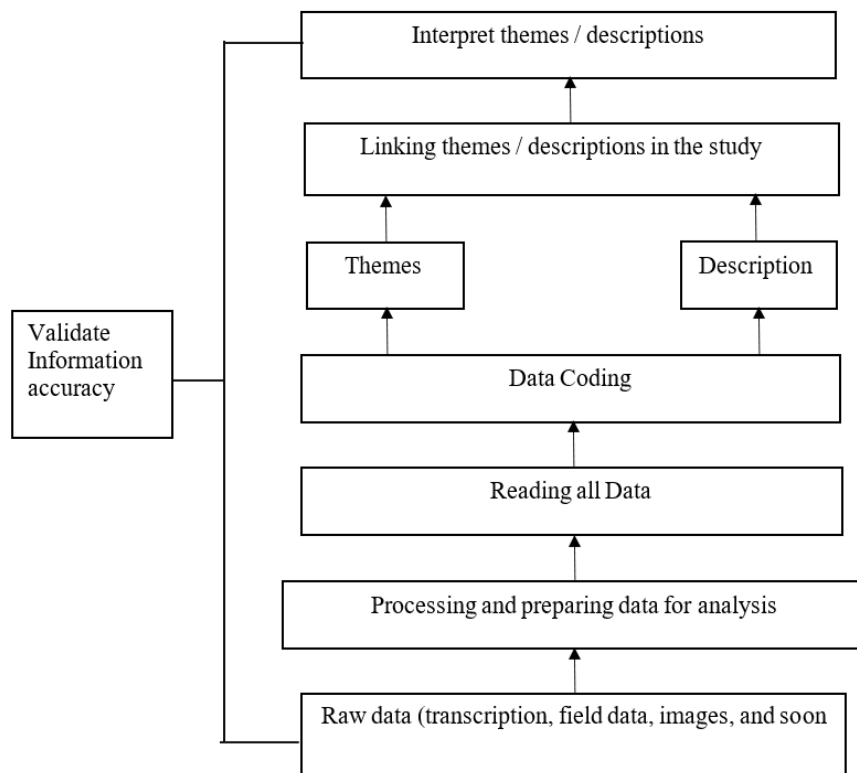 Interpret themes / descriptions
Linking themes / descriptions in the study
Themes
Description
Validate
Information
accuracy
Data Coding
Reading all Data
Processing and preparing data for analysis
Raw data (transcription, field data, images, and soon